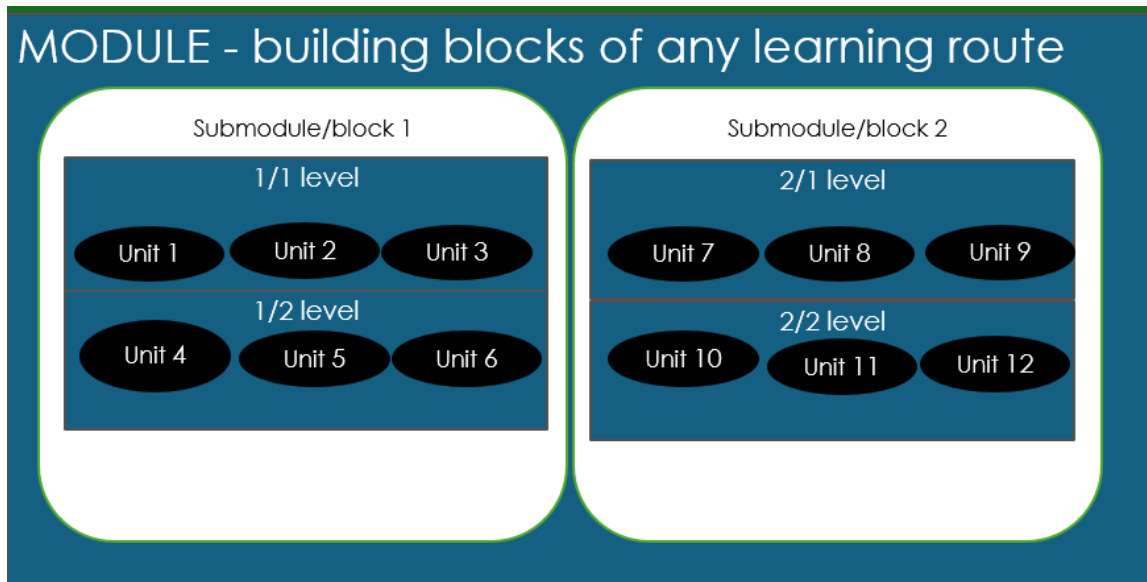 MODULE - building blocks of any learning route
Submodule/block 1
1/1 level
Unit 1
Unit 2
Unit 3
1/2 level
Unit 4
Unit 5
Unit 6
Submodule/block 2
2/1 level
Unit 7
Unit 8
Unit 9
2/2 level
Unit 10
Unit 11
Unit 12